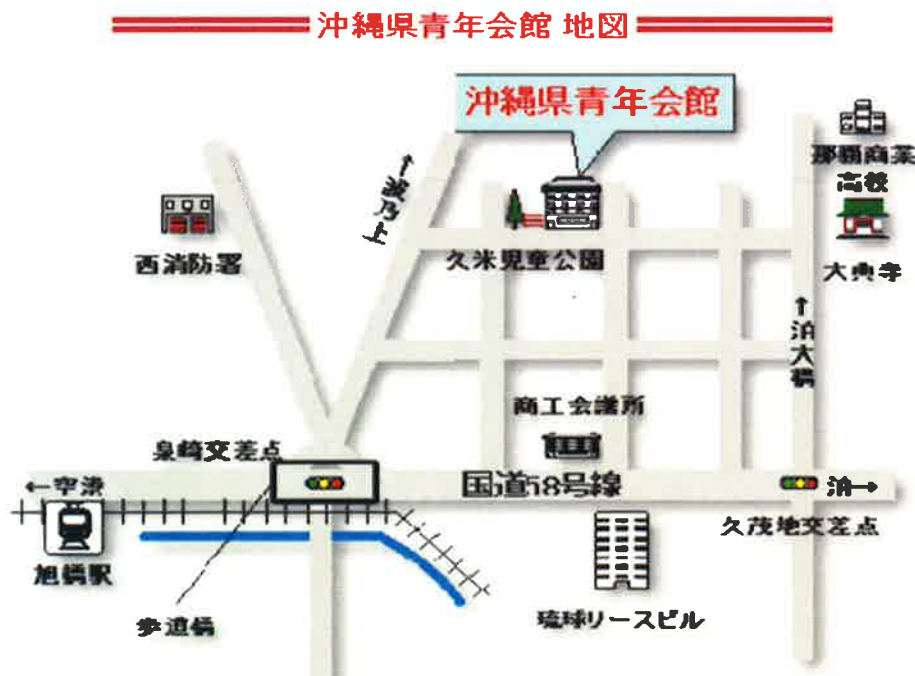 沖縄県青年会館 地図
沖縄県青年会館
那覇商業
高校
↑波乃上
西消防署
久米児童公園
大典寺
↑泊大橋
商工会議所
泉崎交差点
←空港
国道58号線
泊→
久茂地交差点
旭橋駅
歩道橋
琉球リースビル